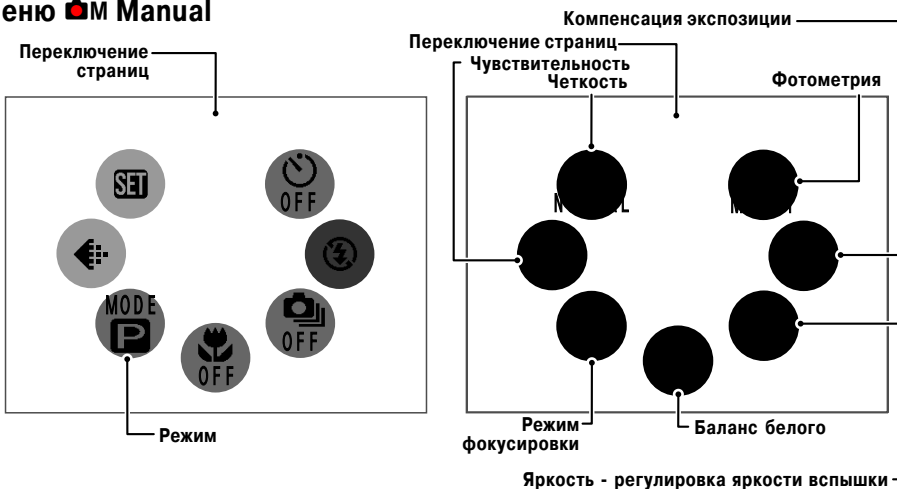 еню M Manual
Компенсация экспозиции
Переключение
страниц
Переключение страниц
Чувствительность
Четкость
Фотометрия
SET
OFF
MODE
P
OFF
OFF
Режим
Режим
фокусировки
Баланс белого
Яркость - регулировка яркости вспышки